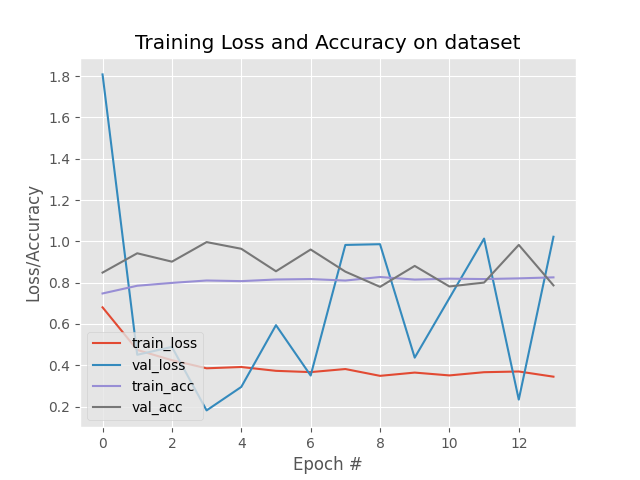 Training Loss and Accuracy on dataset
Loss/Accuracy
1.8
1.6
1.4
1.2
1.0
0.8
0.6
0.4
0.2
train_loss
val_loss
train_acc
val_acc
0 2 4 6 8 10 12
Epoch #